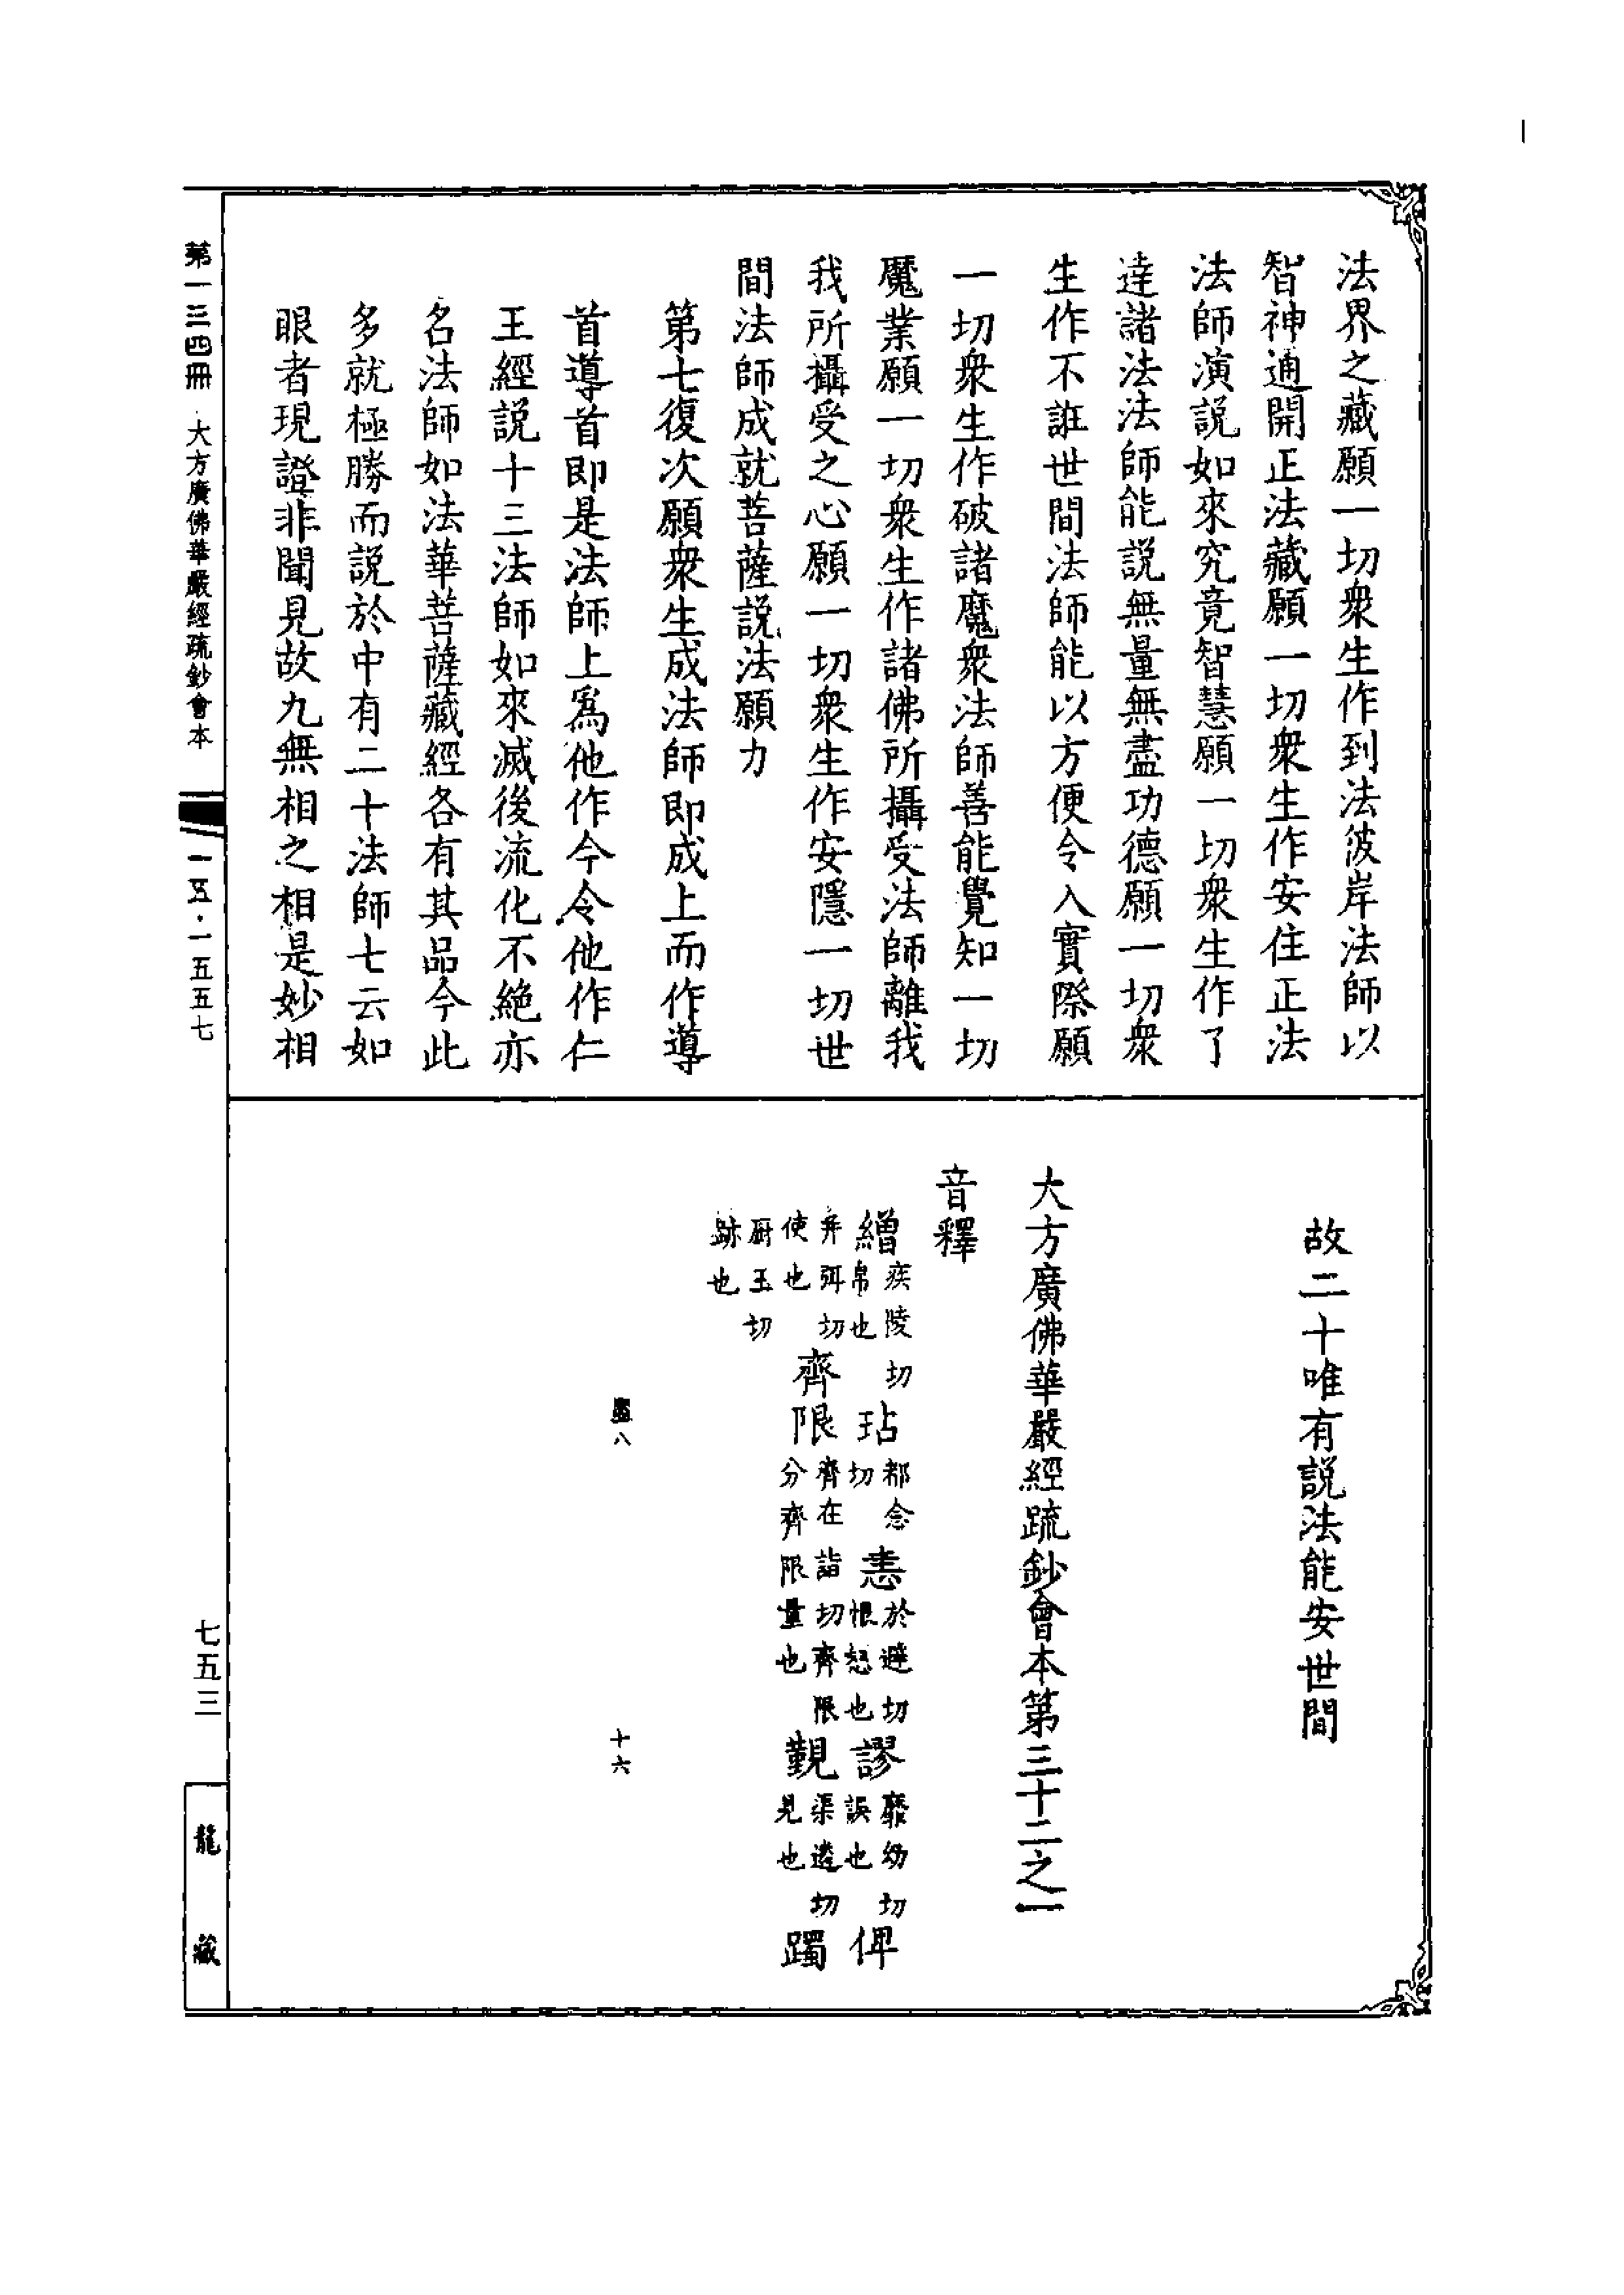 法界之藏願一切衆生作到法彼岸法師以
智神通開正法藏願一切衆生作安住正法
法師演説如來究竟智慧願一切衆生作了
達諸法法師能説無量無盡功德願一切衆
生作不誑世間法師能以方便令入實際願
一切衆生作破諸魔衆法師善能覺知一切
魔業願一切衆生作諸佛所攝受法師離我
我所攝受之心願一切衆生作安隱一切世
間法師成就菩薩説法願力
第七復次願衆生成法師即成上而作導
首導首即是法師上爲他作今令他作仁
王經説十三法師如來滅後流化不絶亦
名法師如法華菩薩藏經各有其品今此
多就極勝而説於中有二十法師七云如
眼者現證非聞見故九無相之相是妙相
故二十唯有説法能安世間
大方廣佛華嚴經疏鈔會本第三十二之一
音釋
繒疾陵切帛也 玷都念切 恚於避切恨怒也 謬靡幼切誤也 俾
弁弭切使也 齊限齊在詣切齊限分齊限量也 覲渠遴切見也 躅
厨玉切跡也
八
十六
第一三四冊 大方廣佛華嚴經疏鈔會本
一五·一五五七
七五三
龍藏